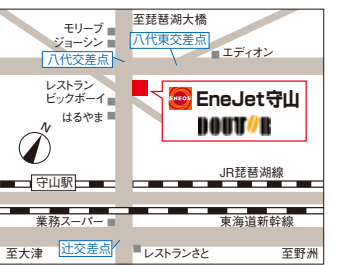 至琵琶湖大橋
モリーブ
ジョーシン
八代東交差点
八代交差点
エディオン
レストラン
ビックボーイ
はるやま
ENEOS
EneJet守山
DOUTOR
N
JR琵琶湖線
守山駅
業務スーパー
東海道新幹線
至大津
辻交差点
レストランさと
至野洲